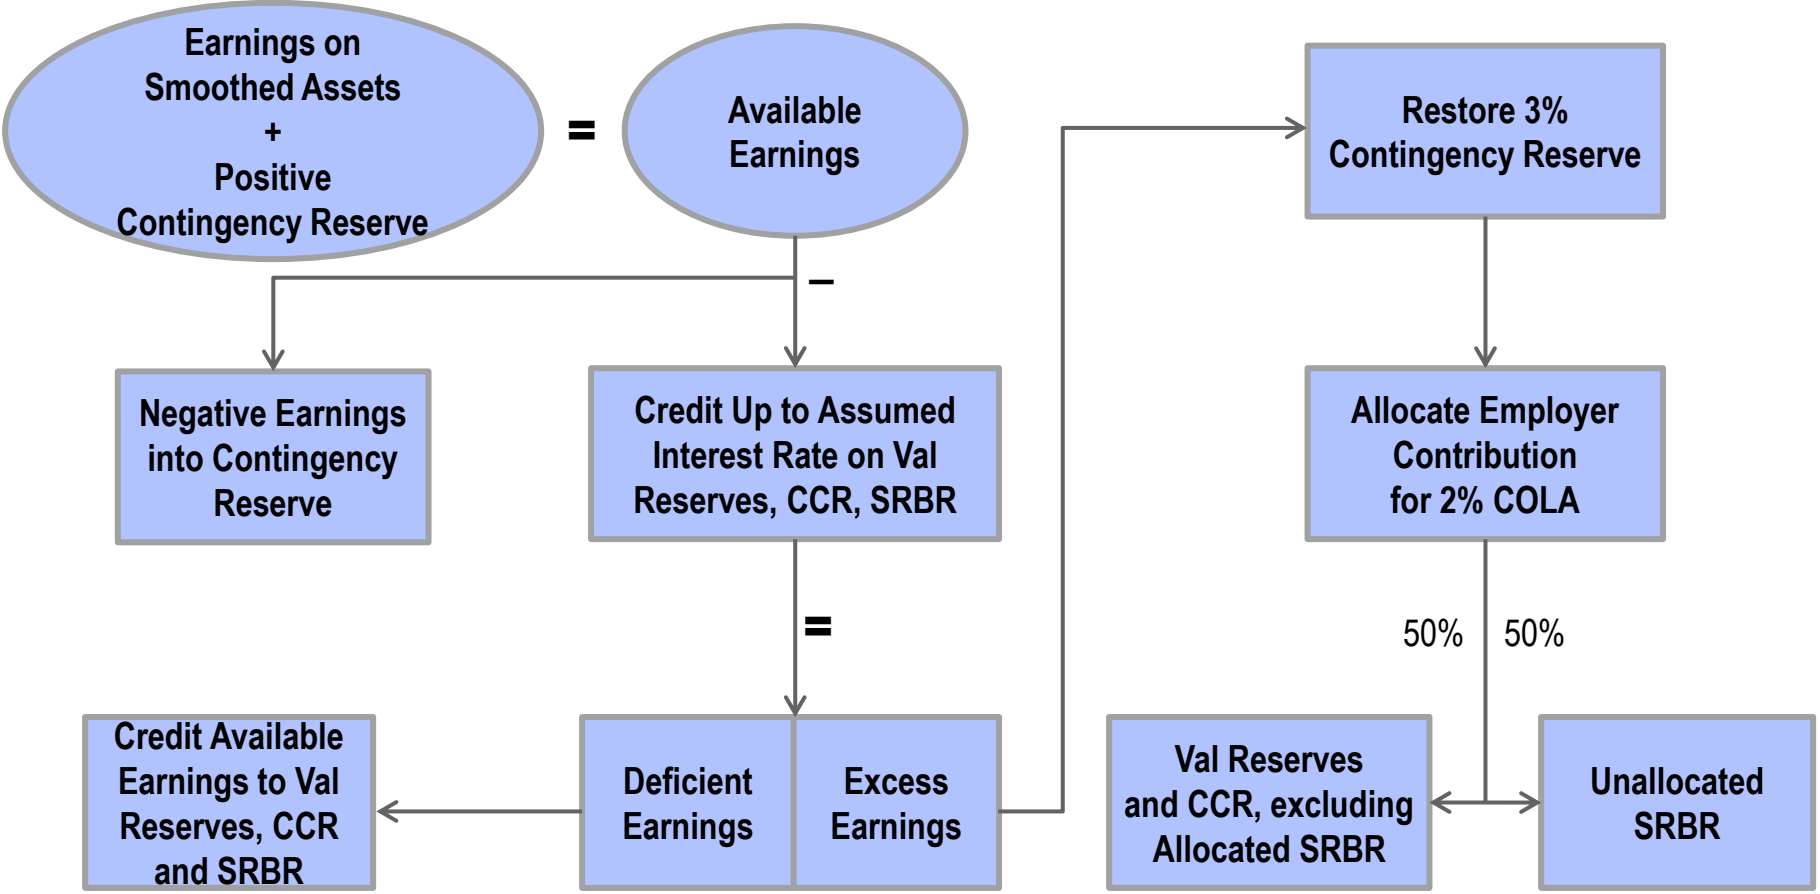 Earnings on
Smoothed Assets
+
Positive
Contingency Reserve
=
Available
Earnings
–
Negative Earnings
into Contingency
Reserve
Credit Up to Assumed
Interest Rate on Val
Reserves, CCR, SRBR
=
Credit Available
Earnings to Val
Reserves, CCR
and SRBR
Deficient
Earnings
Excess
Earnings
Restore 3%
Contingency Reserve
Allocate Employer
Contribution
for 2% COLA
50% 50%
Val Reserves
and CCR, excluding
Allocated SRBR
Unallocated
SRBR